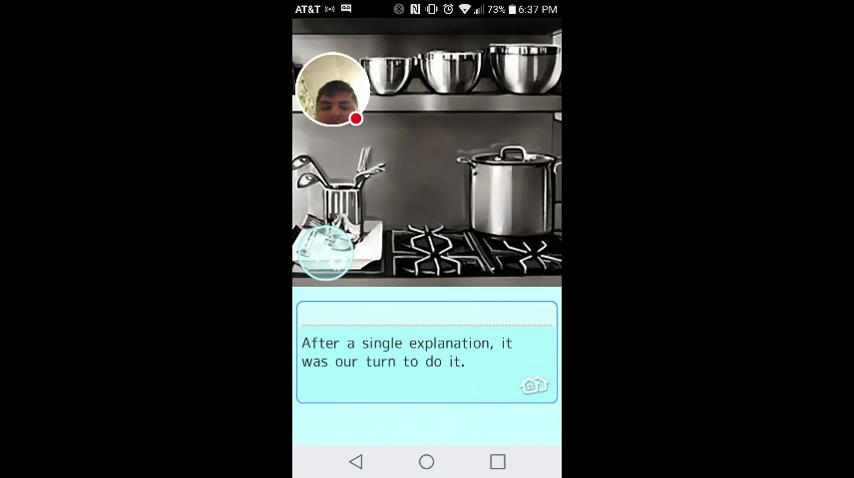 AT&T
73% 6:37 PM
After a single explanation, it
was our turn to do it.